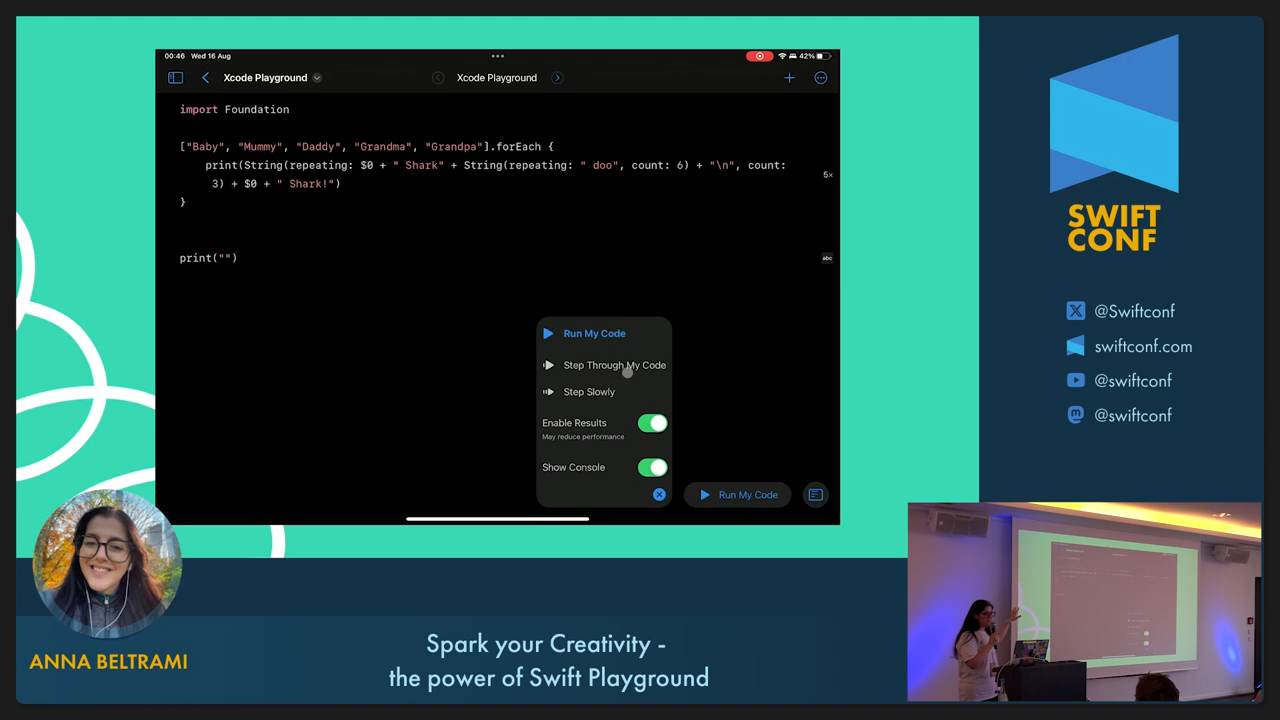 00:46 Wed 16 Aug
42%
Xcode Playground
Xcode Playground
import Foundation
["Baby", "Mummy", "Daddy", "Grandma", "Grandpa"].forEach {
print(String(repeating: $0 + " Shark" + String(repeating: " doo", count: 6) + "\n", count:
3) + $0 + " Shark!")
5×
}
print("")
abc
Run My Code
Step Through My Code
Step Slowly
Enable Results
May reduce performance
Show Console
Run My Code
SWIFT
CONF
@Swiftconf
swiftconf.com
@swiftconf
@swiftconf
ANNA BELTRAMI
Spark your Creativity -
the power of Swift Playground